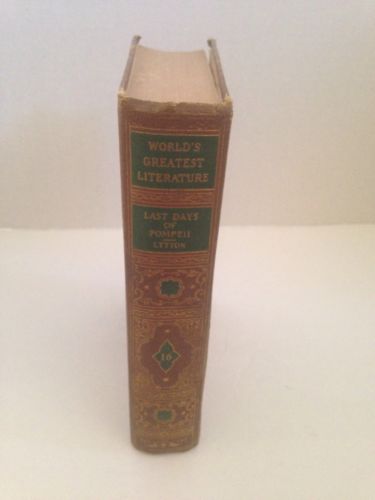 WORLD'S
GREATEST
LITERATURE
LAST DAYS
OF
POMPEII
LYTTON
16